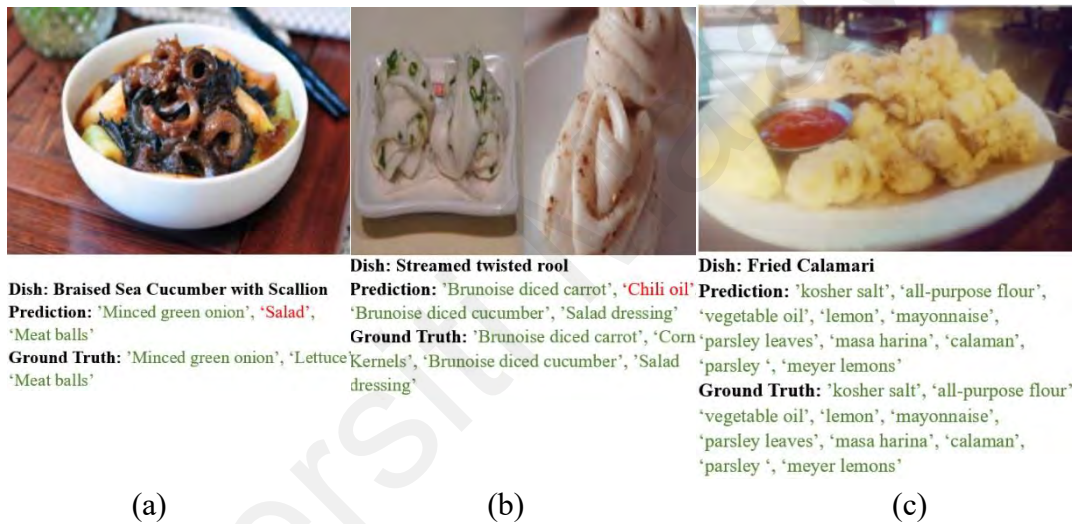 Dish: Braised Sea Cucumber with Scallion
Prediction: 'Minced green onion', 'Salad',
'Meat balls'
Ground Truth: 'Minced green onion', 'Lettuce'
'Meat balls'
(a)
Dish: Streamed twisted rool
Prediction: 'Brunoise diced carrot', 'Chili oil'
'Brunoise diced cucumber', 'Salad dressing'
Ground Truth: 'Brunoise diced carrot', 'Corn
Kernels', 'Brunoise diced cucumber', 'Salad
dressing'
(b)
Dish: Fried Calamari
Prediction: 'kosher salt', 'all-purpose flour',
'vegetable oil', 'lemon', 'mayonnaise',
'parsley leaves', 'masa harina', 'calaman',
'parsley ', 'meyer lemons'
Ground Truth: 'kosher salt', 'all-purpose flour'
'vegetable oil', 'lemon', 'mayonnaise',
'parsley leaves', 'masa harina', 'calaman',
'parsley ', 'meyer lemons'
(c)